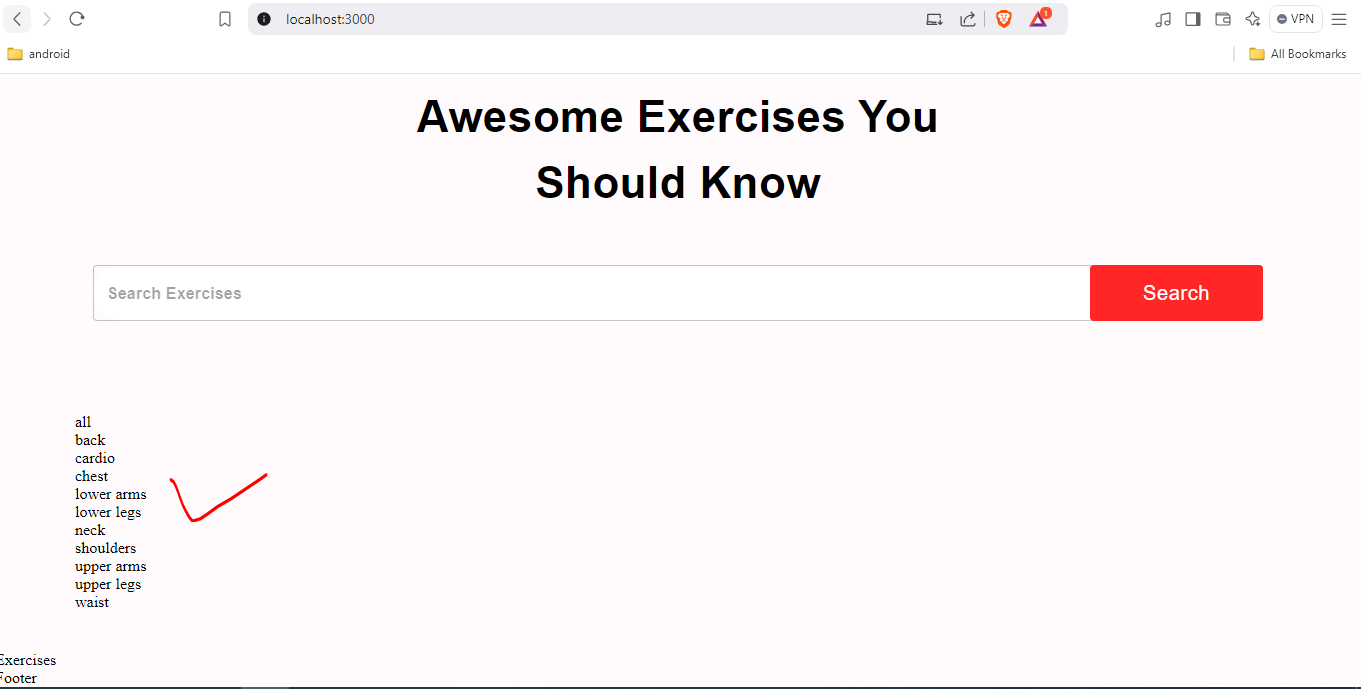 localhost:3000
1
VPN
android
All Bookmarks
Awesome Exercises You
Should Know
Search Exercises
Search
all
back
cardio
chest
lower arms
lower legs
neck
shoulders
upper arms
upper legs
waist
Exercises
Footer